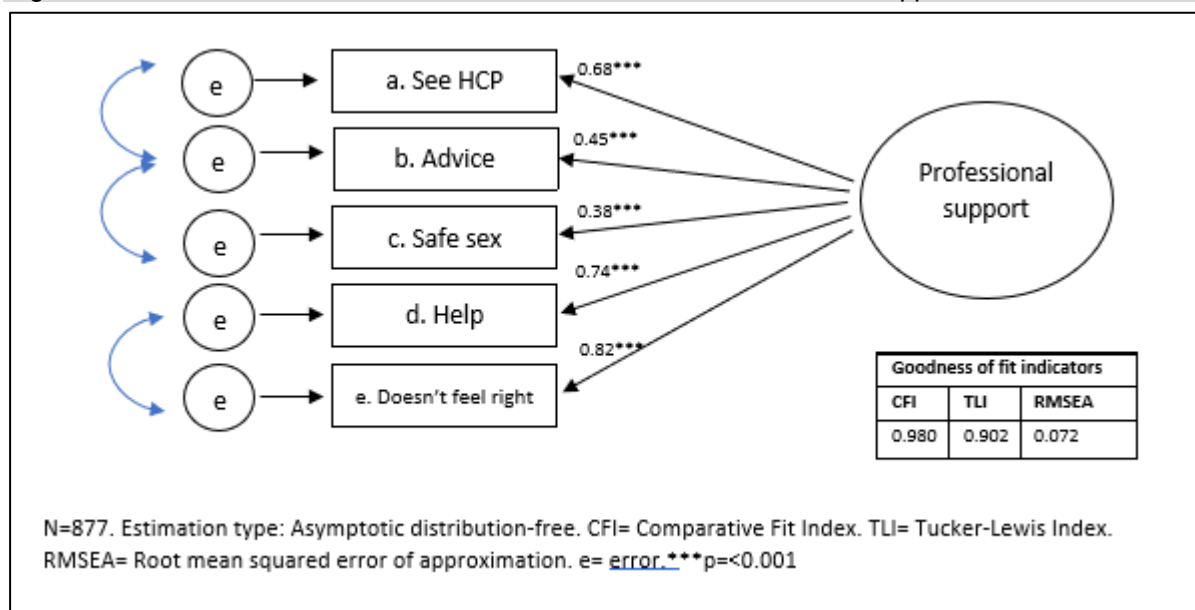 e
a. See HCP
0.68***
e
b. Advice
0.45***
e
c. Safe sex
0.38***
e
d. Help
0.74***
e
e. Doesn't feel right
0.82***
Professional
support
Goodness of fit indicators
CFI TLI RMSEA
0.980 0.902 0.072
N=877. Estimation type: Asymptotic distribution-free. CFI= Comparative Fit Index. TLI= Tucker-Lewis Index.
RMSEA= Root mean squared error of approximation. e= error.***p=<0.001